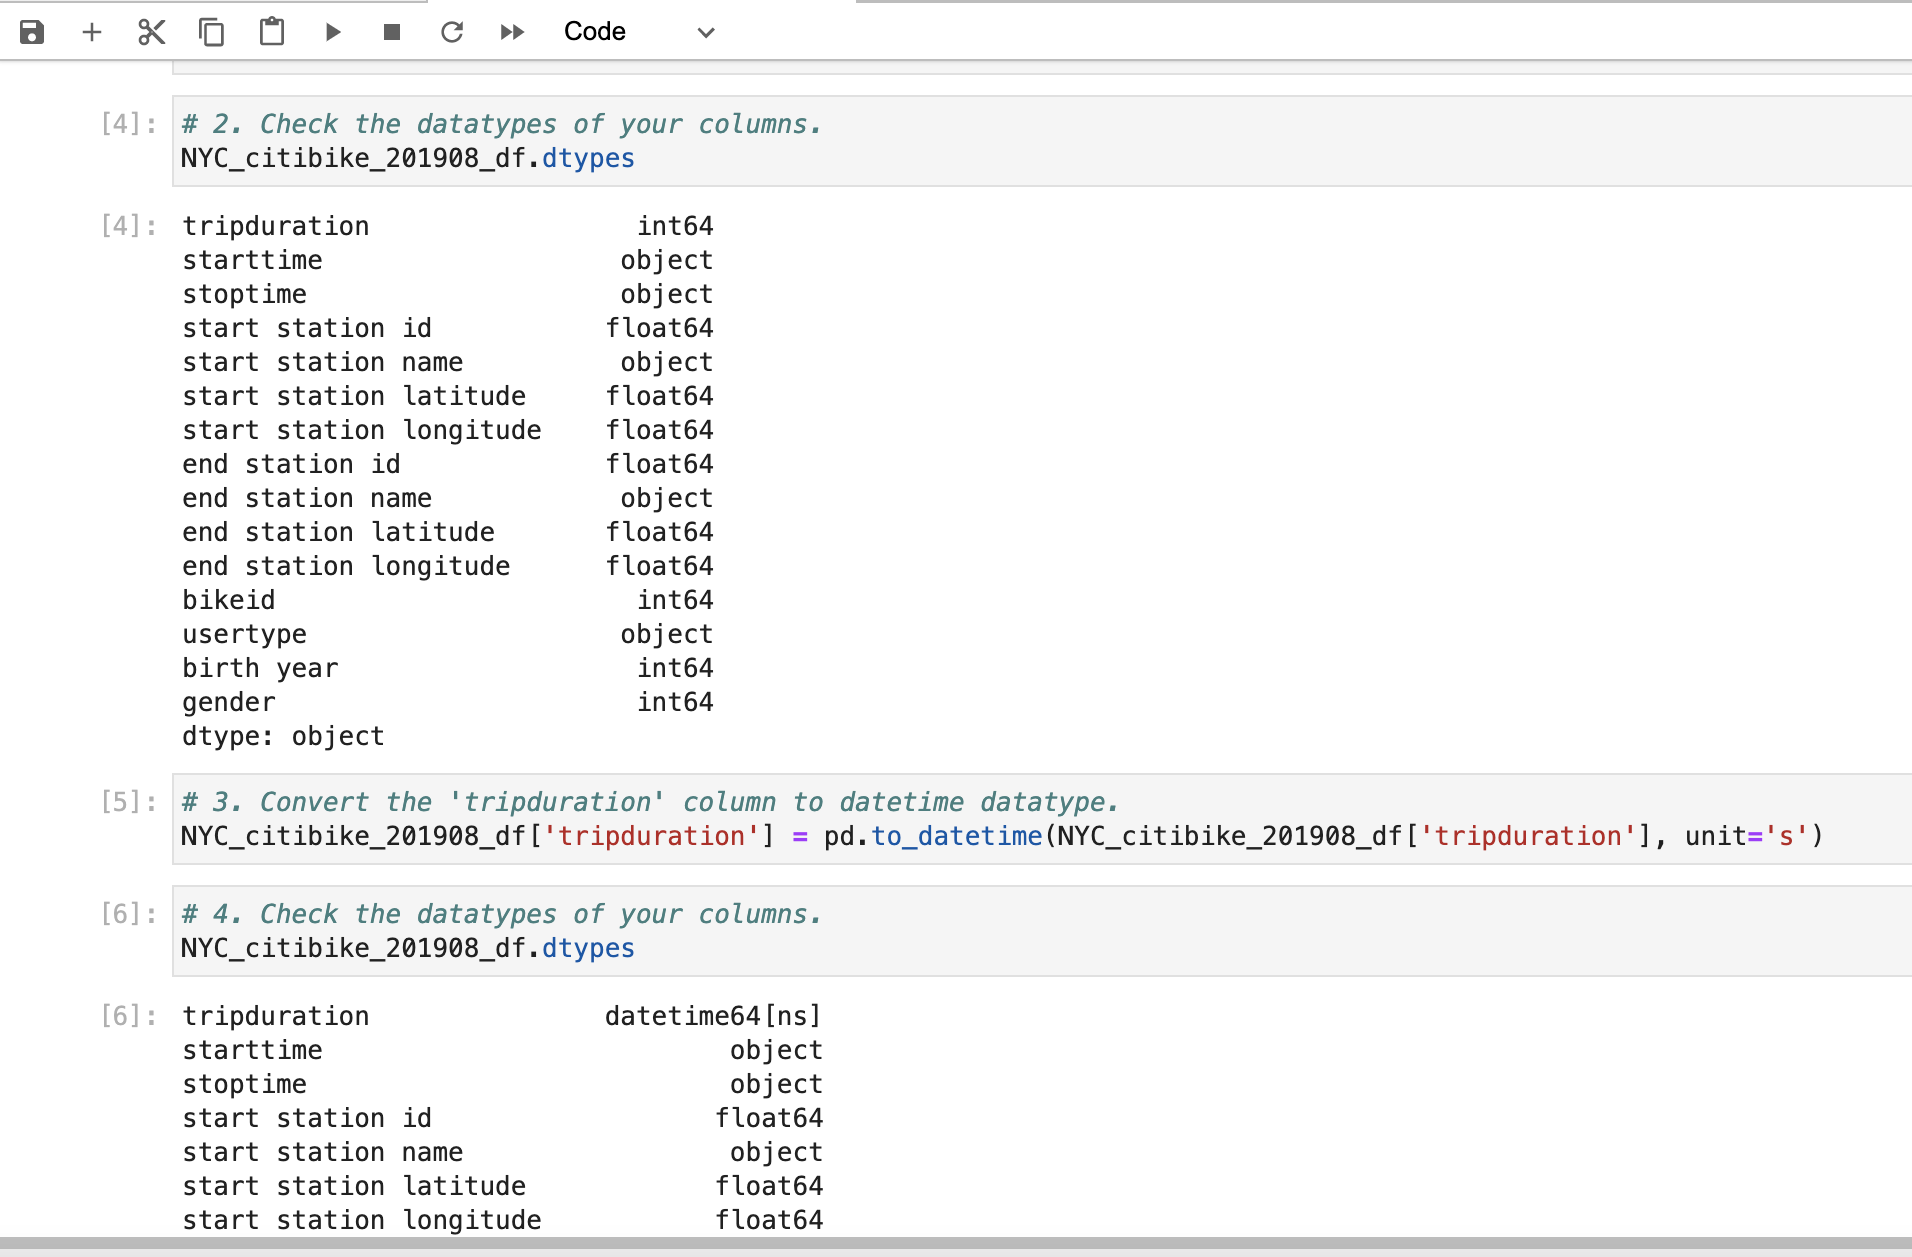 Code
[4]: # 2. Check the datatypes of your columns.
NYC_citibike_201908_df.dtypes
[4]: tripduration int64
starttime object
stoptime object
start station id float64
start station name object
start station latitude float64
start station longitude float64
end station id float64
end station name object
end station latitude float64
end station longitude float64
bikeid int64
usertype object
birth year int64
gender int64
dtype: object
[5]: # 3. Convert the 'tripduration' column to datetime datatype.
NYC_citibike_201908_df['tripduration'] = pd.to_datetime(NYC_citibike_201908_df['tripduration'], unit='s')
[6]: # 4. Check the datatypes of your columns.
NYC_citibike_201908_df.dtypes
[6]: tripduration datetime64[ns]
starttime object
stoptime object
start station id float64
start station name object
start station latitude float64
start station longitude float64